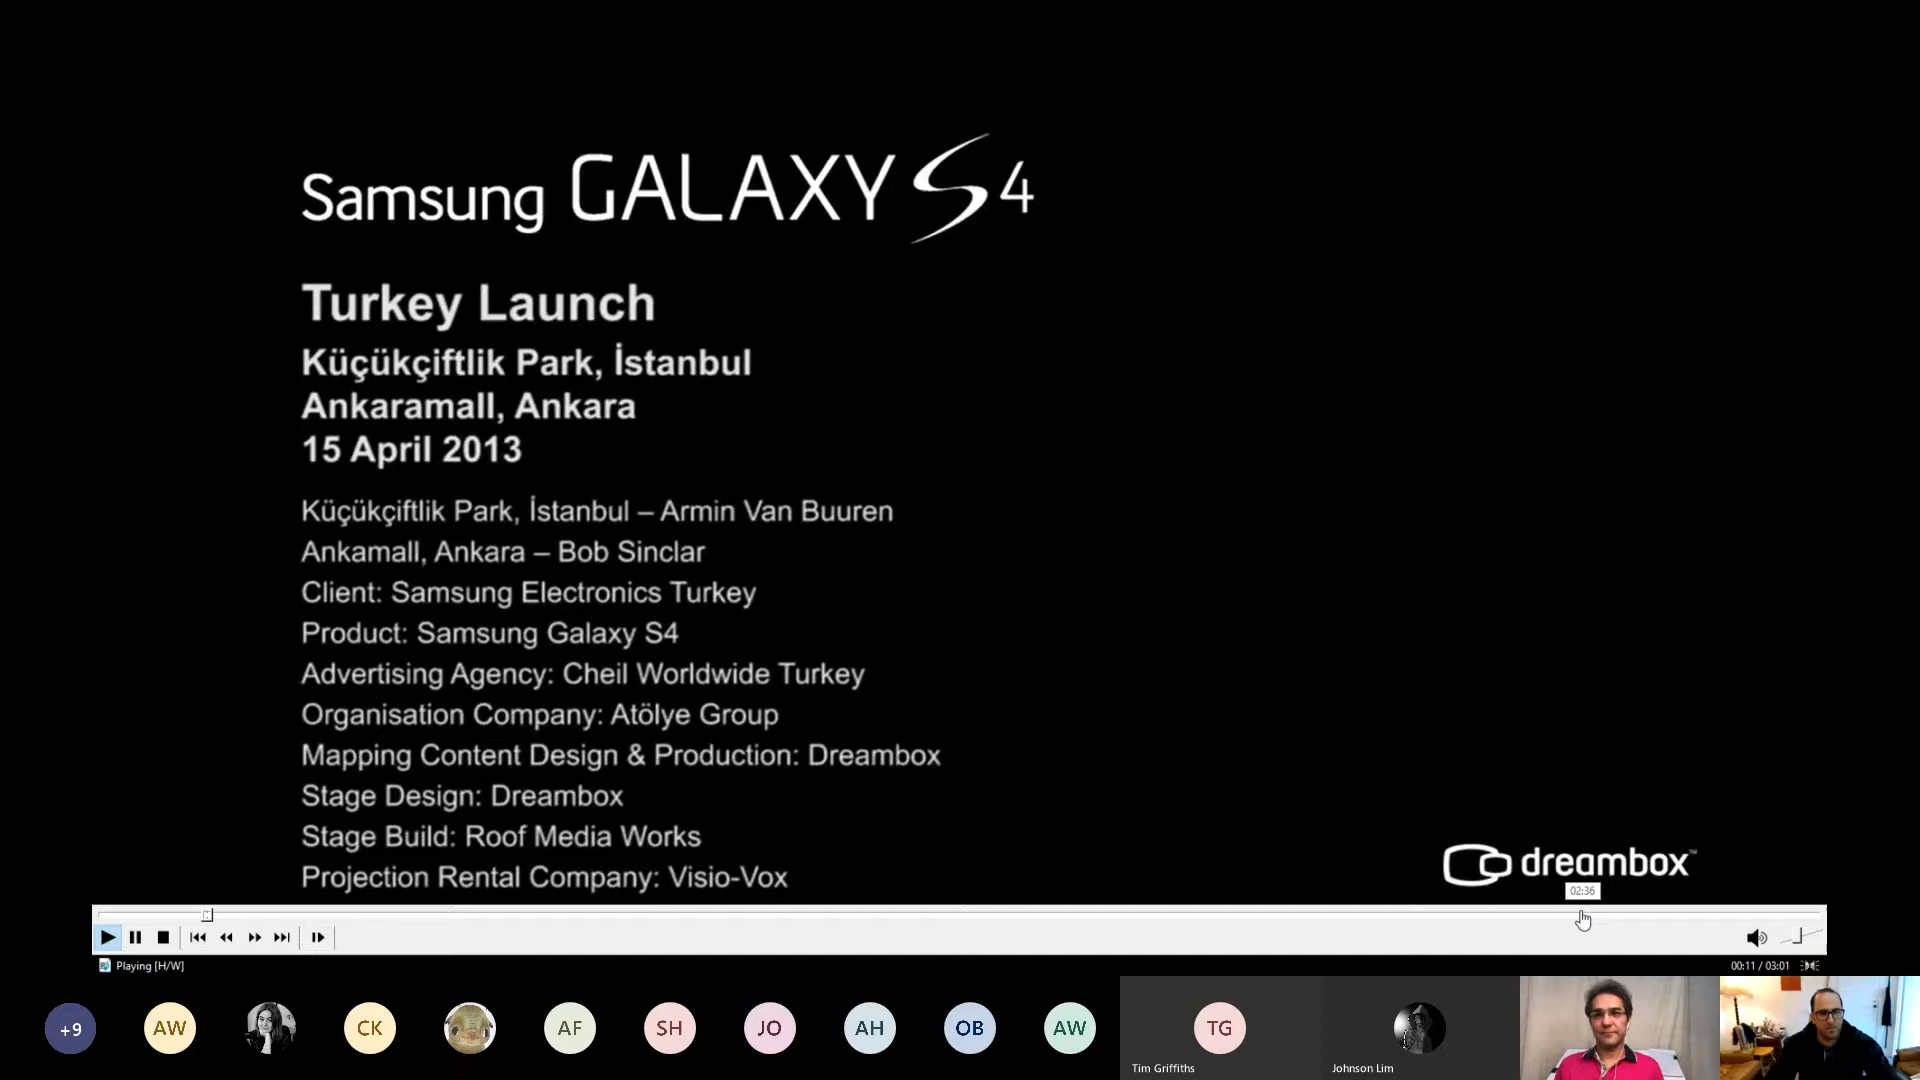 Samsung GALAXY S4
Turkey Launch
Küçükçiftlik Park, İstanbul
Ankaramall, Ankara
15 April 2013
Küçükçiftlik Park, İstanbul – Armin Van Buuren
Ankamall, Ankara – Bob Sinclar
Client: Samsung Electronics Turkey
Product: Samsung Galaxy S4
Advertising Agency: Cheil Worldwide Turkey
Organisation Company: Atölye Group
Mapping Content Design & Production: Dreambox
Stage Design: Dreambox
Stage Build: Roof Media Works
Projection Rental Company: Visio-Vox
dreambox™
02:36
Playing [H/W]
00:11 / 03:01
+9
AW
CK
AF
SH
JO
AH
OB
AW
TG
Tim Griffiths
Johnson Lim